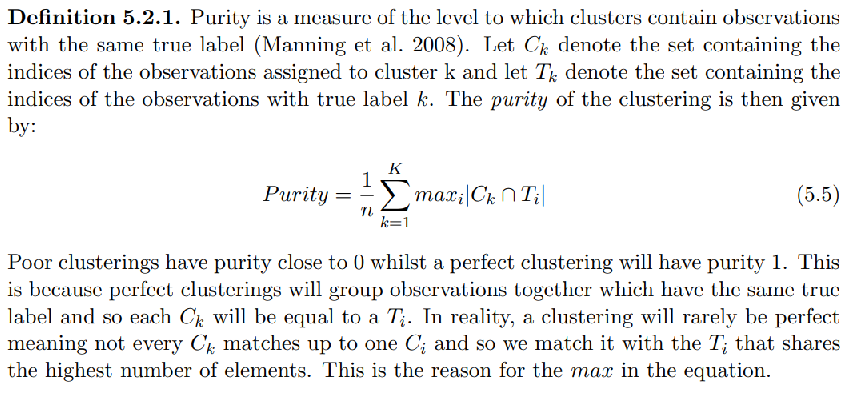 Definition 5.2.1. Purity is a measure of the level to which clusters contain observations
with the same true label (Manning et al. 2008). Let C_k denote the set containing the
indices of the observations assigned to cluster k and let T_k denote the set containing the
indices of the observations with true label k. The purity of the clustering is then given
by:
Purity = \frac{1}{n} \sum_{k=1}^{K} max_i|C_k ∩ T_i| (5.5)
Poor clusterings have purity close to 0 whilst a perfect clustering will have purity 1. This
is because perfect clusterings will group observations together which have the same true
label and so each C_k will be equal to a T_i. In reality, a clustering will rarely be perfect
meaning not every C_k matches up to one C_i and so we match it with the T_i that shares
the highest number of elements. This is the reason for the max in the equation.